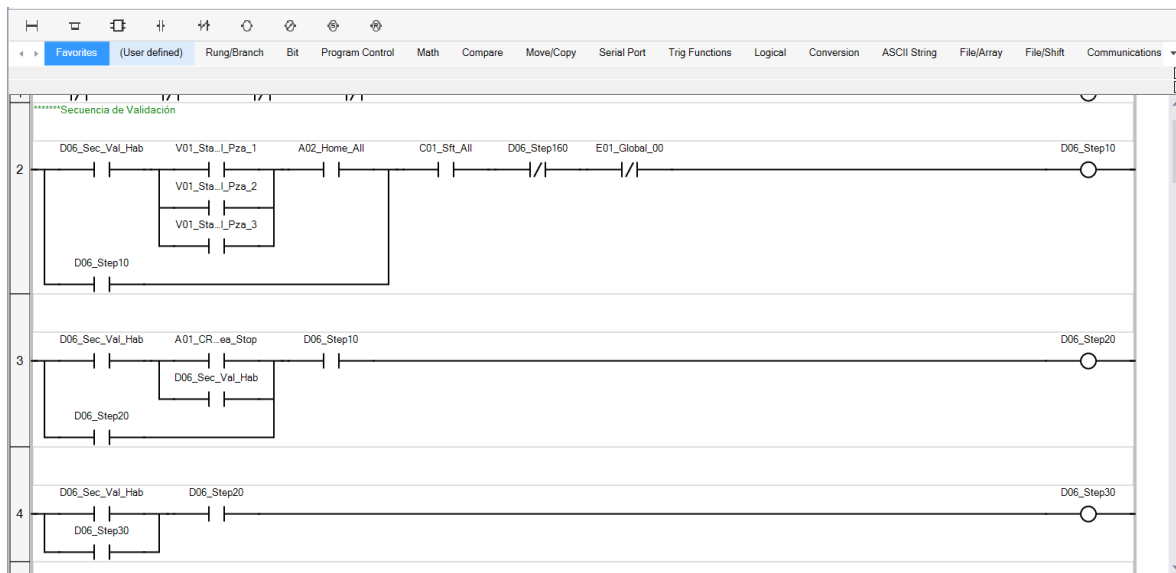 Favorites (User defined) Rung/Branch Bit Program Control Math Compare Move/Copy Serial Port Trig Functions Logical Conversion ASCII String File/Array File/Shift Communications
*******Secuencia de Validación
D06_Sec_Val_Hab V01_Sta...l_Pza_1 A02_Home_All C01_Sft_All D06_Step160 E01_Global_00 D06_Step10
2
V01_Sta...l_Pza_2
V01_Sta...l_Pza_3
D06_Step10
D06_Sec_Val_Hab A01_CR...ea_Stop D06_Step10 D06_Step20
3
D06_Sec_Val_Hab
D06_Step20
D06_Sec_Val_Hab D06_Step20 D06_Step30
4
D06_Step30